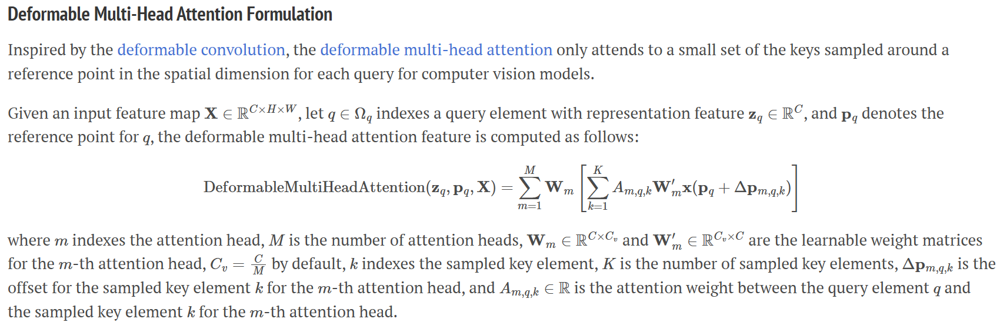 Deformable Multi-Head Attention Formulation
Inspired by the deformable convolution, the deformable multi-head attention only attends to a small set of the keys sampled around a
reference point in the spatial dimension for each query for computer vision models.
Given an input feature map $\mathbf{X} \in \mathbb{R}^{C \times H \times W}$, let $q \in \Omega_q$ indexes a query element with representation feature $\mathbf{z}_q \in \mathbb{R}^C$, and $\mathbf{p}_q$ denotes the
reference point for $q$, the deformable multi-head attention feature is computed as follows:
$\text{DeformableMultiHeadAttention}(\mathbf{z}_q, \mathbf{p}_q, \mathbf{X}) = \sum_{m=1}^{M} \mathbf{W}_m \left[ \sum_{k=1}^{K} A_{m,q,k} \mathbf{W}'_m \mathbf{x}(\mathbf{p}_q + \Delta\mathbf{p}_{m,q,k}) \right]$
where $m$ indexes the attention head, $M$ is the number of attention heads, $\mathbf{W}_m \in \mathbb{R}^{C \times C_v}$ and $\mathbf{W}'_m \in \mathbb{R}^{C_v \times C}$ are the learnable weight matrices
for the $m$-th attention head, $C_v = \frac{C}{M}$ by default, $k$ indexes the sampled key element, $K$ is the number of sampled key elements, $\Delta\mathbf{p}_{m,q,k}$ is the
offset for the sampled key element $k$ for the $m$-th attention head, and $A_{m,q,k} \in \mathbb{R}$ is the attention weight between the query element $q$ and
the sampled key element $k$ for the $m$-th attention head.